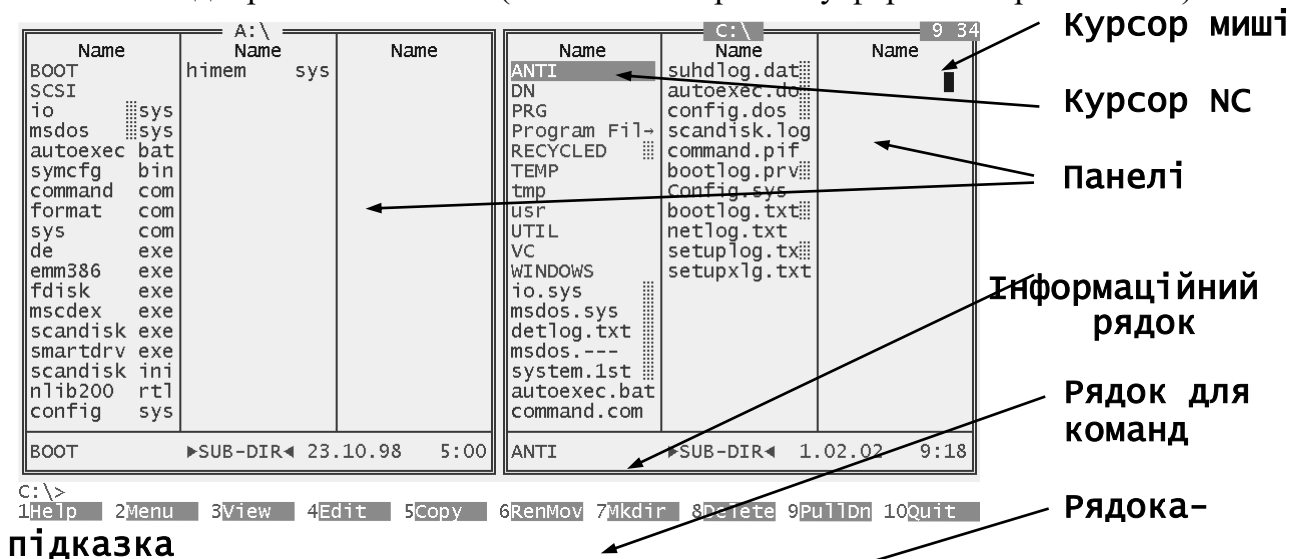 A:\
C:\
9 34
Курсор миші
Name Name Name
Name Name Name
BOOT himem sys
ANTI suhdlog.dat
SCSI
DN autoexec.do
io sys
PRG config.dos
Курсор NC
msdos sys
Program Fil→ scandisk.log
autoexec bat
RECYCLED command.pif
symcfg bin
TEMP bootlog.prv
Панелі
command com
tmp Config.sys
format com
usr bootlog.txt
sys com
UTIL netlog.txt
de exe
VC setuplog.tx
emm386 exe
WINDOWS setupxlg.txt
fdisk exe
io.sys
Інформаційний
mscdex exe
msdos.sys
рядок
scandisk exe
detlog.txt
smartdrv exe
msdos.---
scandisk ini
system.1st
nlib200 rtl
autoexec.bat
Рядок для
config sys
command.com
команд
BOOT ►SUB-DIR◄ 23.10.98 5:00
ANTI ►SUB-DIR◄ 1.02.02 9:18
C:\>
1Help 2Menu 3View 4Edit 5Copy 6RenMov 7Mkdir 8Delete 9PullDn 10Quit
Рядока-
підказка